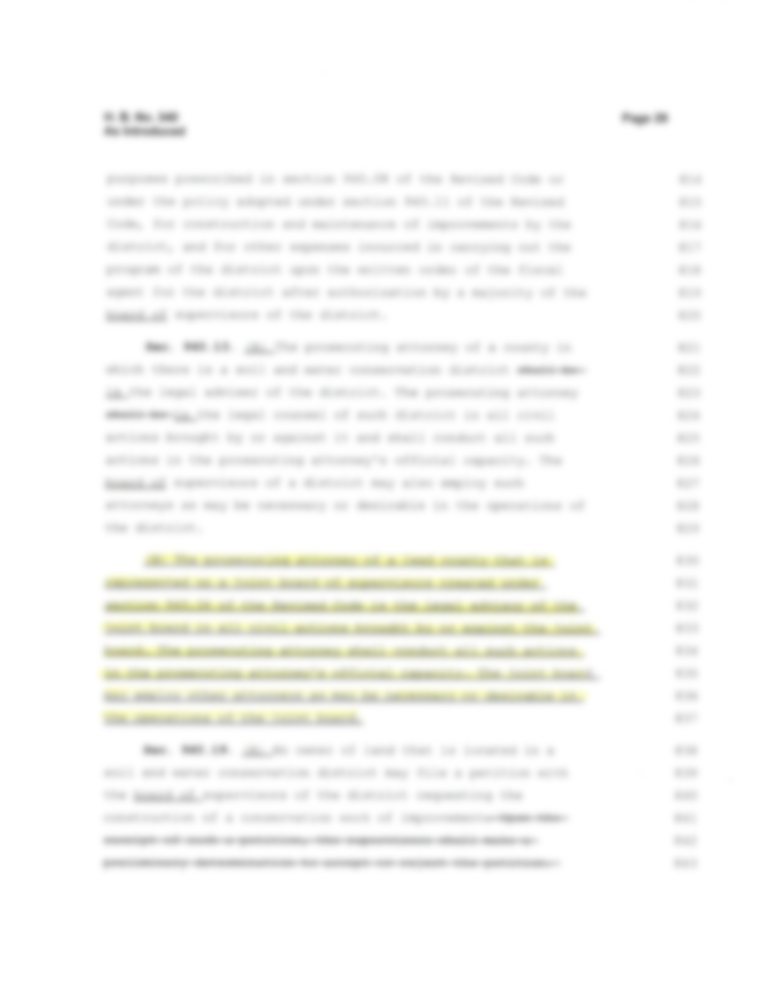 H. B. No. 340
Page
As Introduced
purposes prescribed in section of the Revised Code or 814
under the policy adopted under section of the Revised 815
Code, for construction and maintenance of improvements by the 816
district, and for other expenses incurred in carrying out the 817
program of the district upon the written order of the fiscal 818
agent for the district after authorization by a majority of the 819
board of supervisors of the district. 820
Sec. 940.13. (A) The prosecuting attorney of a county in 821
which there is a soil and water conservation district shall be 822
is the legal adviser of the district. The prosecuting attorney 823
shall be is the legal counsel of such district in all civil 824
actions brought by or against it and shall conduct all such 825
actions in the prosecuting attorney's official capacity. The 826
board of supervisors of a district may also employ such 827
attorneys as may be necessary or desirable in the operations of 828
the district. 829
(B) The prosecuting attorney of a lead county that is 830
represented on a joint board of supervisors created under 831
section of the Revised Code is the legal adviser of the 832
joint board in all civil actions brought by or against the joint 833
board. The prosecuting attorney shall conduct all such actions 834
in the prosecuting attorney's official capacity. The joint board 835
may employ other attorneys as may be necessary or desirable in 836
the operations of the joint board. 837
Sec. 940.19. (A) An owner of land that is located in a 838
soil and water conservation district may file a petition with 839
the board of supervisors of the district requesting the 840
construction of a conservation work of improvement. Upon the 841
receipt of such a petition, the supervisors shall make a 842
preliminary determination to accept or reject the petition. 843